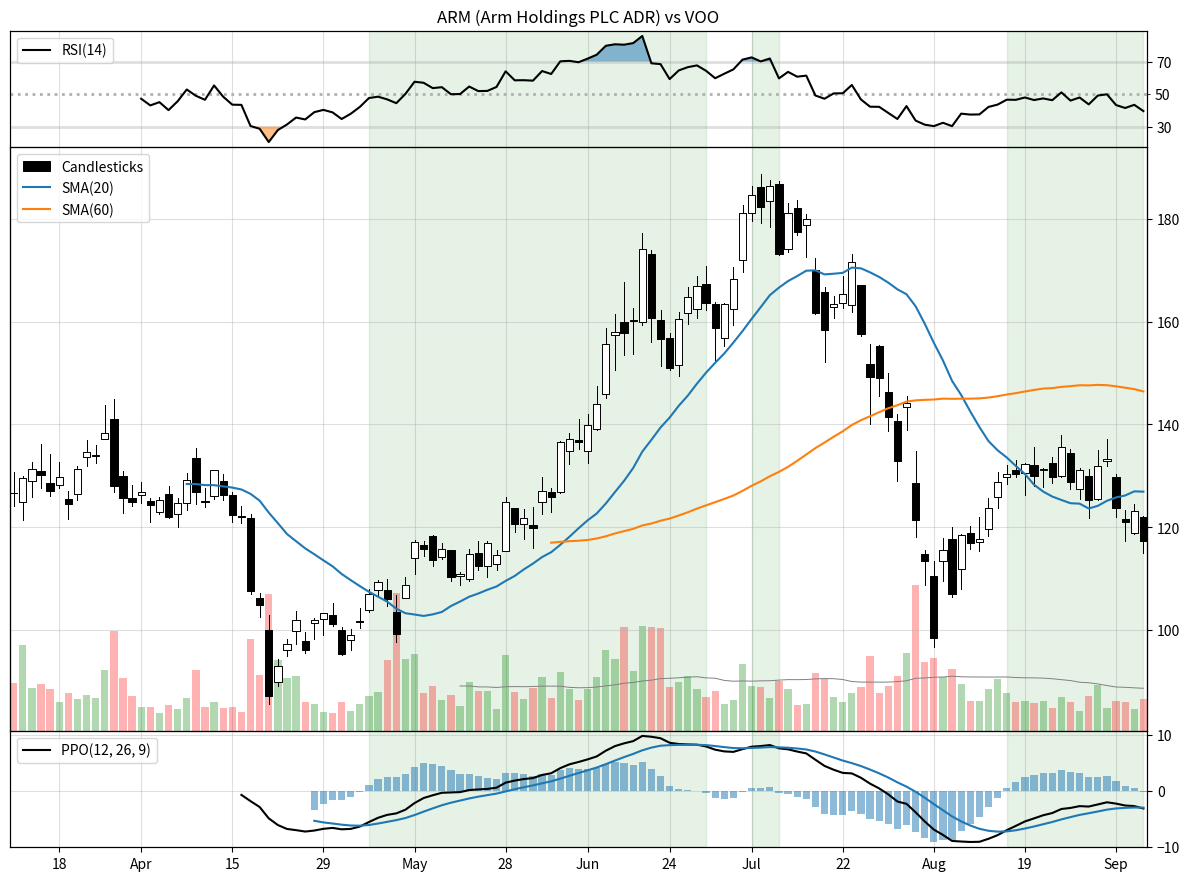 ARM (Arm Holdings PLC ADR) vs VOO
RSI(14)
70
50
30
Candlesticks
SMA(20)
SMA(60)
180
160
140
120
100
PPO(12, 26, 9)
10
0
−10
18 Apr 15 29 May 28 Jun 24 Jul 22 Aug 19 Sep